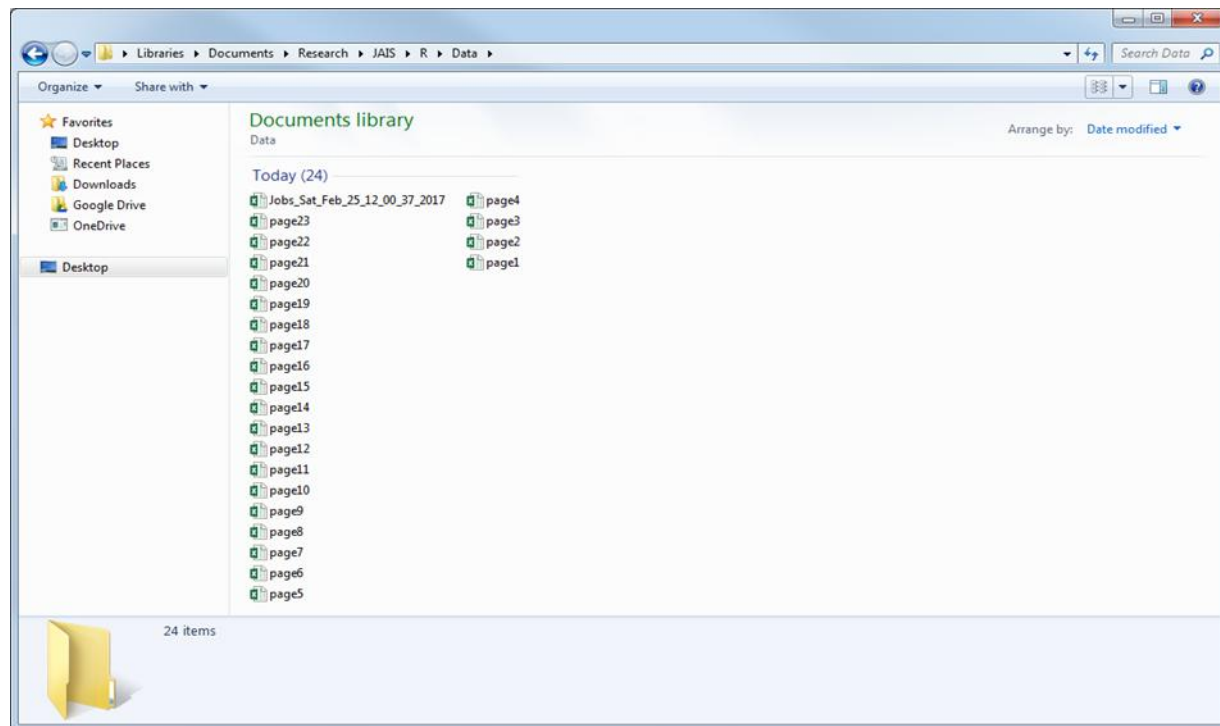 Libraries Documents Research JAIS R Data
Search Data
Organize Share with
Favorites
Desktop
Recent Places
Downloads
Google Drive
OneDrive
Desktop
Documents library
Data
Arrange by: Date modified
Today (24)
Jobs_Sat_Feb_25_12_00_37_2017
page23
page22
page21
page20
page19
page18
page17
page16
page15
page14
page13
page12
page11
page10
page9
page8
page7
page6
page5
page4
page3
page2
page1
24 items